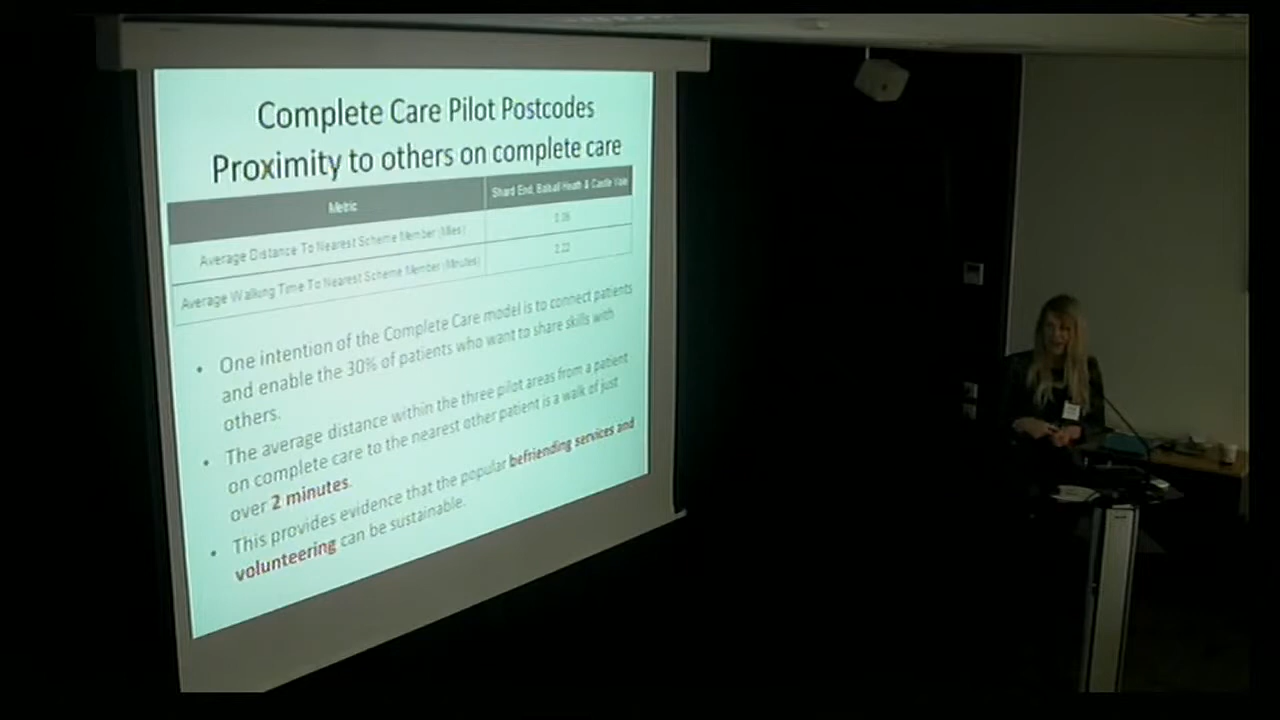 Complete Care Pilot Postcodes
Proximity to others on complete care
Metric
Shard End, Balsall Heath & Castle Vale
Average Distance To Nearest Scheme Member (Miles)
Average Walking Time To Nearest Scheme Member (Minutes)
2.22
• One intention of the Complete Care model is to connect patients
and enable the 30% of patients who want to share skills with
others.
• The average distance within the three pilot areas from a patient
on complete care to the nearest other patient is a walk of just
over 2 minutes.
• This provides evidence that the popular befriending services and
volunteering can be sustainable.